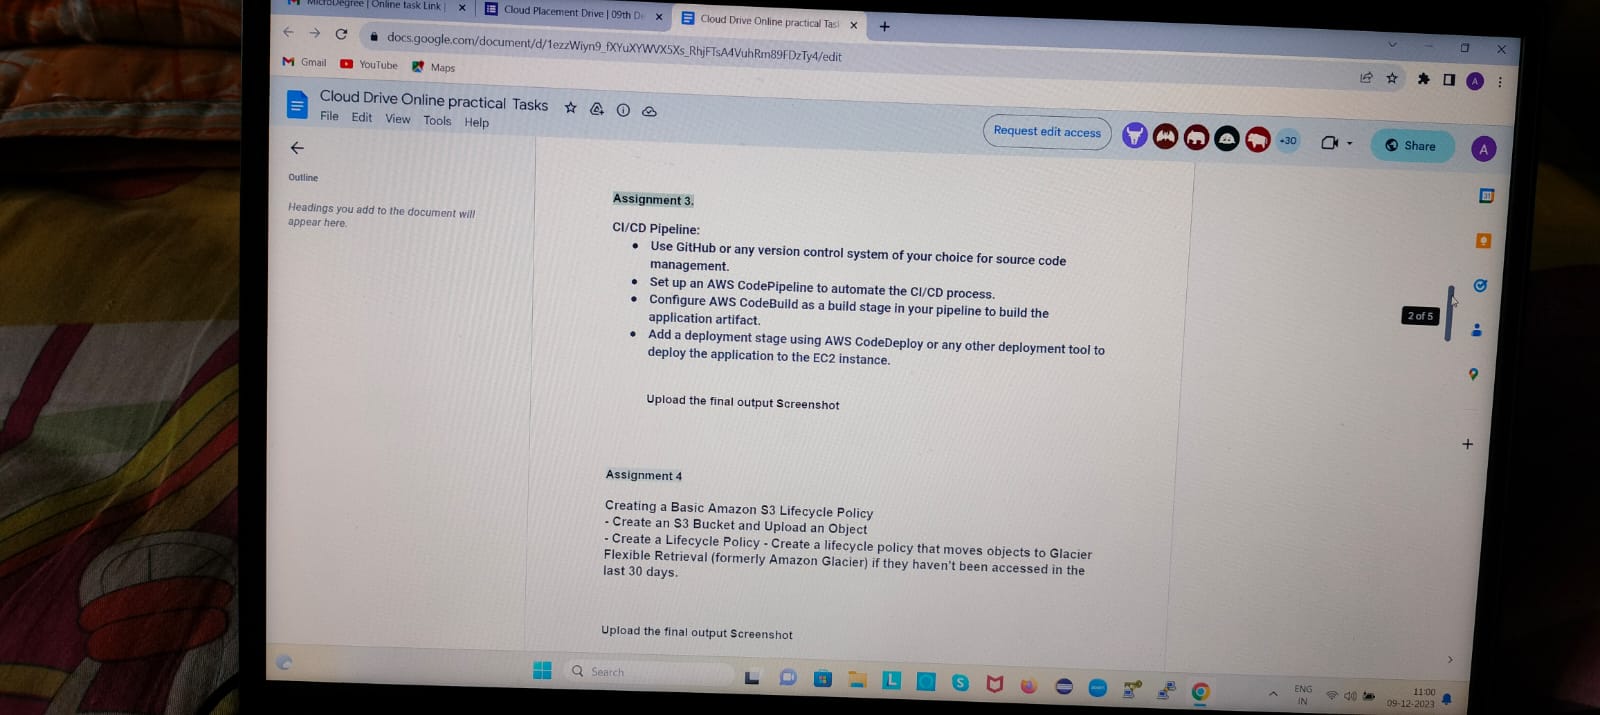 MicroDegree | Online task Link |
Cloud Placement Drive | 09th De
Cloud Drive Online practical Tas
docs.google.com/document/d/1ezzWiyn9_fXYuXYWVX5Xs_RhjFTsA4VuhRm89FDzTy4/edit
Gmail
YouTube
Maps
A
Cloud Drive Online practical Tasks
File Edit View Tools Help
Request edit access
+30
Share
A
Outline
Headings you add to the document will
appear here.
31
Assignment 3.
CI/CD Pipeline:
● Use GitHub or any version control system of your choice for source code
management.
● Set up an AWS CodePipeline to automate the CI/CD process.
● Configure AWS CodeBuild as a build stage in your pipeline to build the
application artifact.
● Add a deployment stage using AWS CodeDeploy or any other deployment tool to
deploy the application to the EC2 instance.
2 of 5
Upload the final output Screenshot
Assignment 4
Creating a Basic Amazon S3 Lifecycle Policy
- Create an S3 Bucket and Upload an Object
- Create a Lifecycle Policy - Create a lifecycle policy that moves objects to Glacier
Flexible Retrieval (formerly Amazon Glacier) if they haven't been accessed in the
last 30 days.
Upload the final output Screenshot
Search
L
S
ENG
IN
11:00
09-12-2023